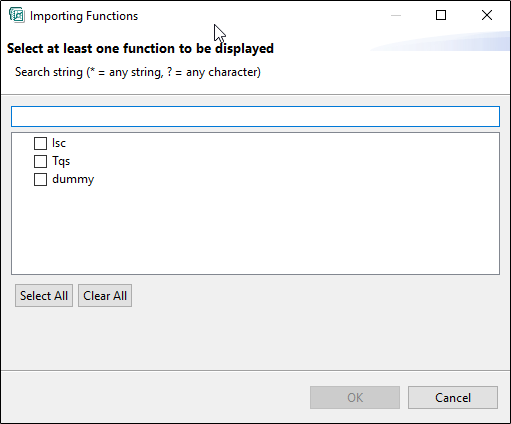 Importing Functions
Select at least one function to be displayed
Search string (* = any string, ? = any character)
lsc
Tqs
dummy
Select All Clear All
OK Cancel